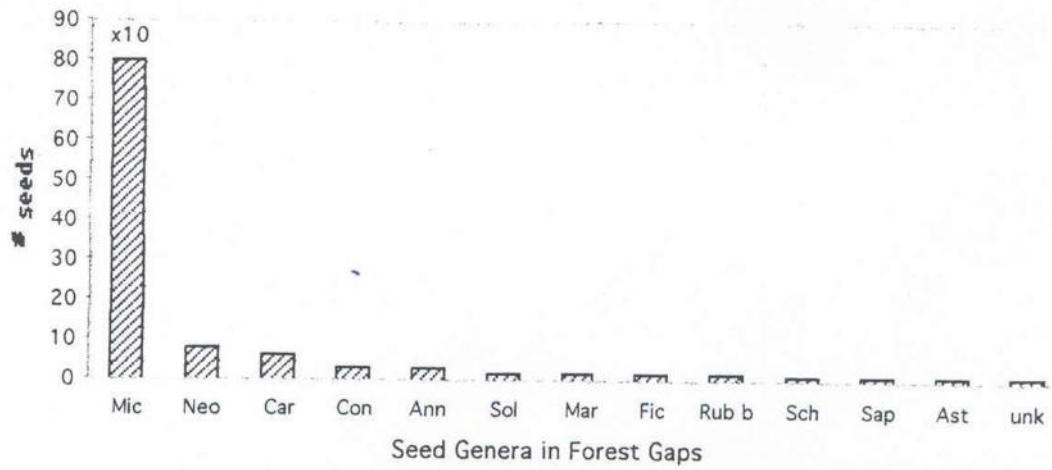 90
x10
80
70
60
50
40
30
20
10
0
# seeds
Mic Neo Car Con Ann Sol Mar Fic Rub b Sch Sap Ast unk
Seed Genera in Forest Gaps